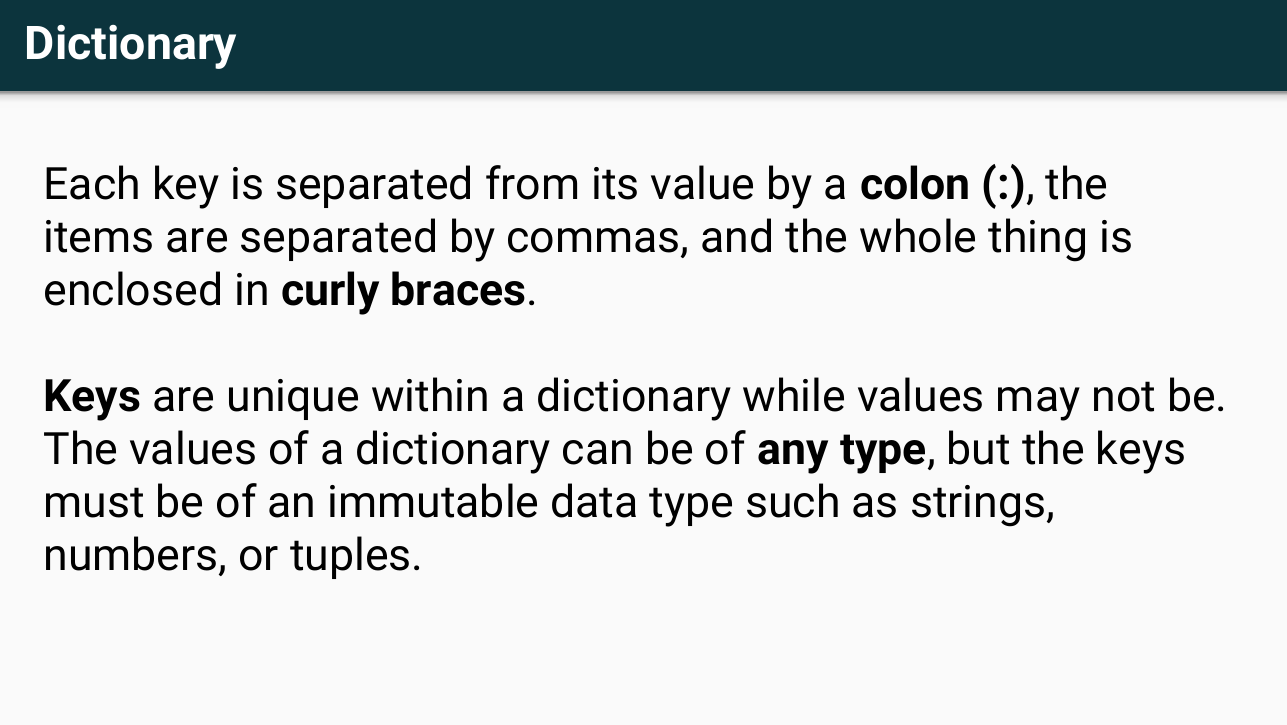 Dictionary
Each key is separated from its value by a colon (:), the
items are separated by commas, and the whole thing is
enclosed in curly braces.
Keys are unique within a dictionary while values may not be.
The values of a dictionary can be of any type, but the keys
must be of an immutable data type such as strings,
numbers, or tuples.